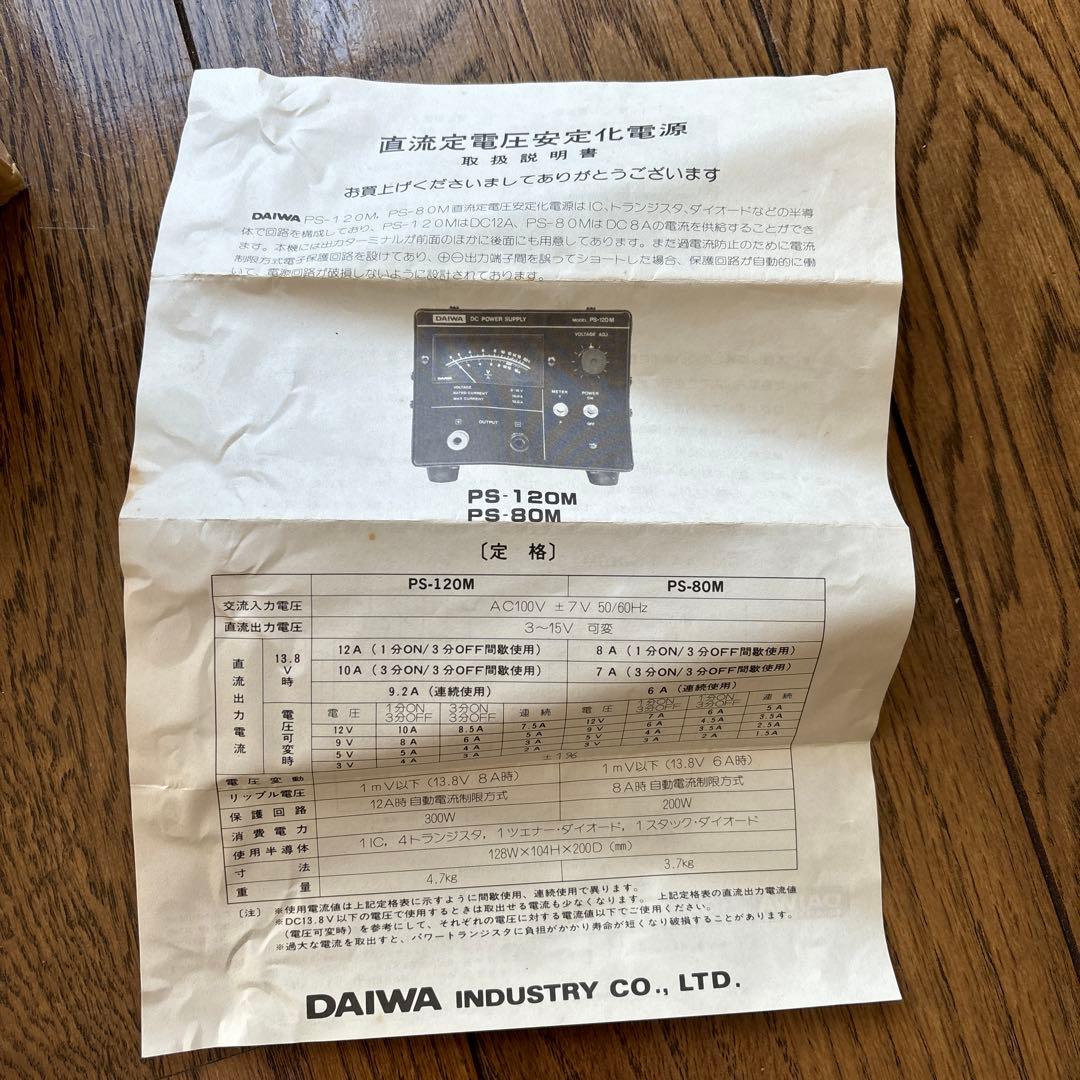 直流定電圧安定化電源
取扱説明書
お買上げくださいましてありがとうございます
DAIWA PS-120M, PS-80M直流定電圧安定化電源はIC、トランジスタ、ダイオードなどの半導
体で回路を構成しており、PS-120MはDC12A、PS-80MはDC8Aの電流を供給することができ
ます。本機には出力ターミナルが前面のほかに後面にも用意してあります。また過電流防止のために電流
制限方式電子保護回路を設けてあり、⊕⊖出力端子間を誤ってショートした場合、保護回路が自動的に働
いて、電源回路が破損しないように設計されております。
DAIWA DC POWER SUPPLY MODEL PS-120M
VOLTAGE ADJ
DAIWA
VOLTAGE
RATED CURRENT
MAX CURRENT
METER POWER
V ON
OFF
OUTPUT
PS-120M
PS-80M
〔定 格〕
PS-120M PS-80M
交流入力電圧 AC100V ±7V 50/60Hz
直流出力電圧 3～15V 可変
直流出力電流 13.8V時 12A（1分ON/3分OFF間歇使用） 8A（1分ON/3分OFF間歇使用）
10A（3分ON/3分OFF間歇使用） 7A（3分ON/3分OFF間歇使用）
9.2A（連続使用） 6A（連続使用）
電圧可変時 電圧 1分ON3分OFF 3分ON3分OFF 連続 電圧 1分ON3分OFF 3分ON3分OFF 連続
12V 10A 8.5A 7.5A 12V 7A 6A 5A
9V 8A 6A 5A 9V 6A 4.5A 3.5A
5V 5A 4A 3A 5V 4A 3.5A 2.5A
3V 4A 3A 2A 3V 3A 2A 1.5A
電圧変動 ±1%
リップル電圧 1mV以下（13.8V 8A時） 1mV以下（13.8V 6A時）
保護回路 12A時自動電流制限方式 8A時自動電流制限方式
消費電力 300W 200W
使用半導体 1IC, 4トランジスタ, 1ツエナー・ダイオード, 1スタック・ダイオード
寸法 128W×104H×200D（mm）
重量 4.7kg 3.7kg
（注） ※使用電流値は上記定格表に示すように間歇使用、連続使用で異ります。
※DC13.8V以下の電圧で使用するときは取出せる電流も少なくなります。 上記定格表の直流出力電流値
（電圧可変時）を参考にして、それぞれの電圧に対する電流値以下でご使用ください。
※過大な電流を取出すと、パワートランジスタに負担がかかり寿命が短くなり破損することがあります。
DAIWA INDUSTRY CO., LTD.